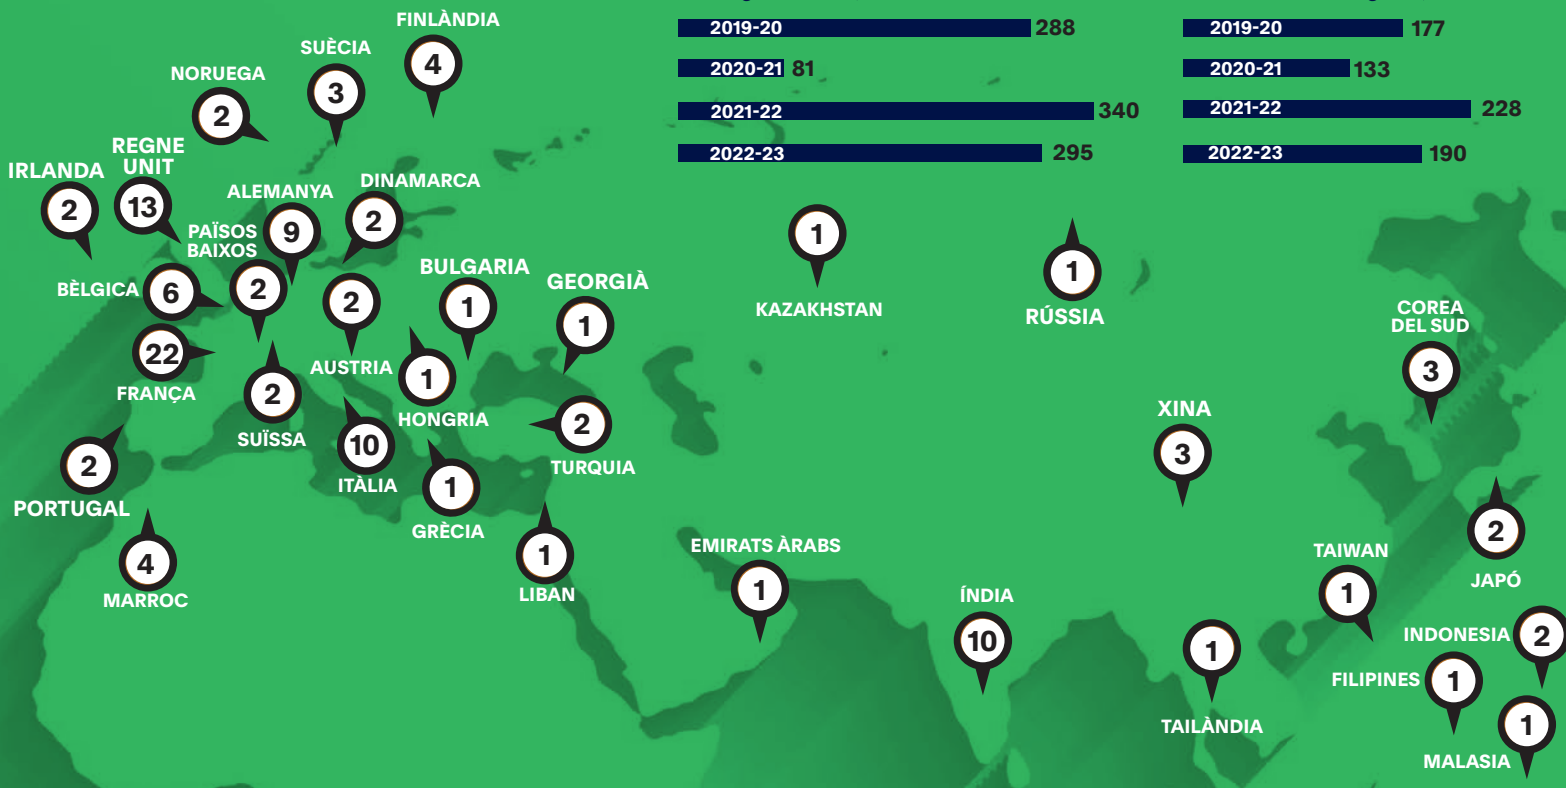 2019-20 288
2020-21 81
2021-22 340
2022-23 295
2019-20 177
2020-21 133
2021-22 228
2022-23 190
FINLÀNDIA
4
SUÈCIA
3
NORUEGA
2
REGNE
UNIT
13
IRLANDA
2
ALEMANYA
9
DINAMARCA
2
PAÏSOS
BAIXOS
2
BÈLGICA 6
22
FRANÇA
2
SUÏSSA
2
AUSTRIA
BULGARIA
1
GEORGIÀ
1
1
HONGRIA
10
ITÀLIA
1
GRÈCIA
2
TURQUIA
2
PORTUGAL
4
MARROC
1
LIBAN
1
KAZAKHSTAN
1
RÚSSIA
EMIRATS ÀRABS
1
ÍNDIA
10
XINA
3
COREA
DEL SUD
3
2
JAPÓ
TAIWAN
1
1
TAILÀNDIA
INDONESIA 2
FILIPINES 1
1
MALASIA